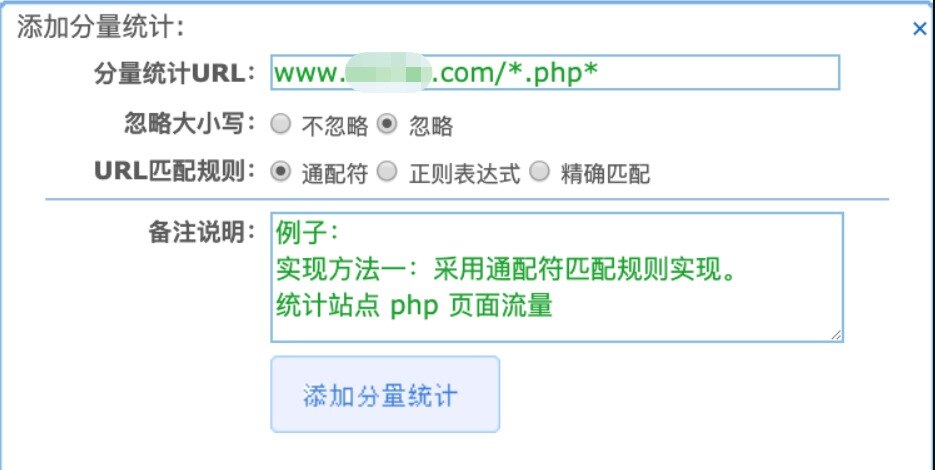 添加分量统计：
×
分量统计URL： www. .com/*.php*
忽略大小写： 不忽略 忽略
URL匹配规则： 通配符 正则表达式 精确匹配
备注说明： 例子：
实现方法一：采用通配符匹配规则实现。
统计站点 php 页面流量
添加分量统计